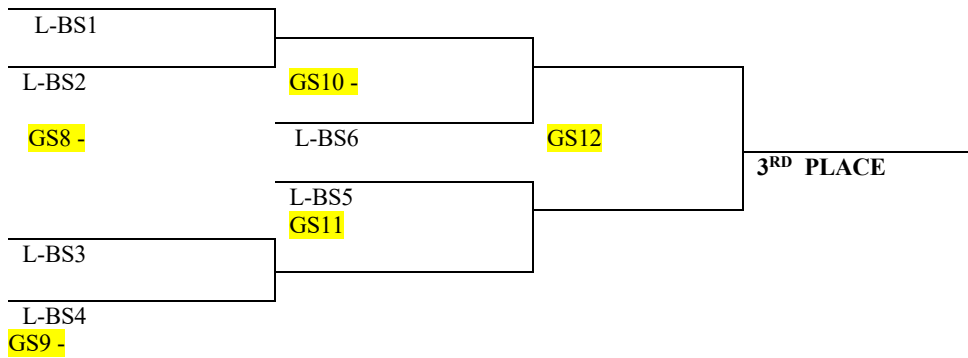 L-BS1
L-BS2
GS10 -
GS8 -
L-BS6
GS12
3RD PLACE
L-BS5
GS11
L-BS3
L-BS4
GS9 -